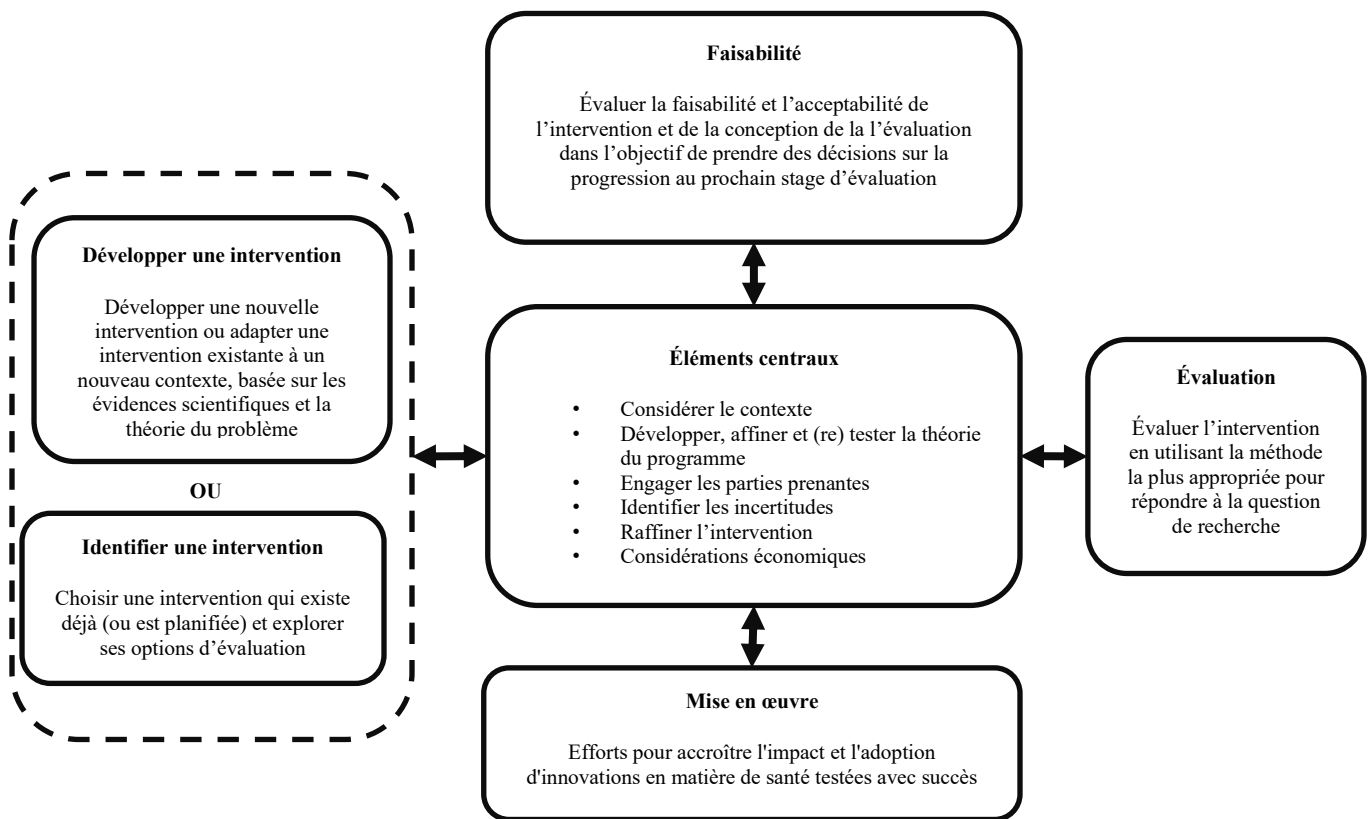 Faisabilité
Évaluer la faisabilité et l’acceptabilité de
l’intervention et de la conception de la l’évaluation
dans l’objectif de prendre des décisions sur la
progression au prochain stage d’évaluation
Développer une intervention
Développer une nouvelle
intervention ou adapter une
intervention existante à un
nouveau contexte, basée sur les
évidences scientifiques et la
théorie du problème
OU
Identifier une intervention
Choisir une intervention qui existe
déjà (ou est planifiée) et explorer
ses options d’évaluation
Éléments centraux
• Considérer le contexte
• Développer, affiner et (re) tester la théorie
du programme
• Engager les parties prenantes
• Identifier les incertitudes
• Raffiner l’intervention
• Considérations économiques
Évaluation
Évaluer l’intervention
en utilisant la méthode
la plus appropriée pour
répondre à la question
de recherche
Mise en œuvre
Efforts pour accroître l'impact et l'adoption
d'innovations en matière de santé testées avec succès